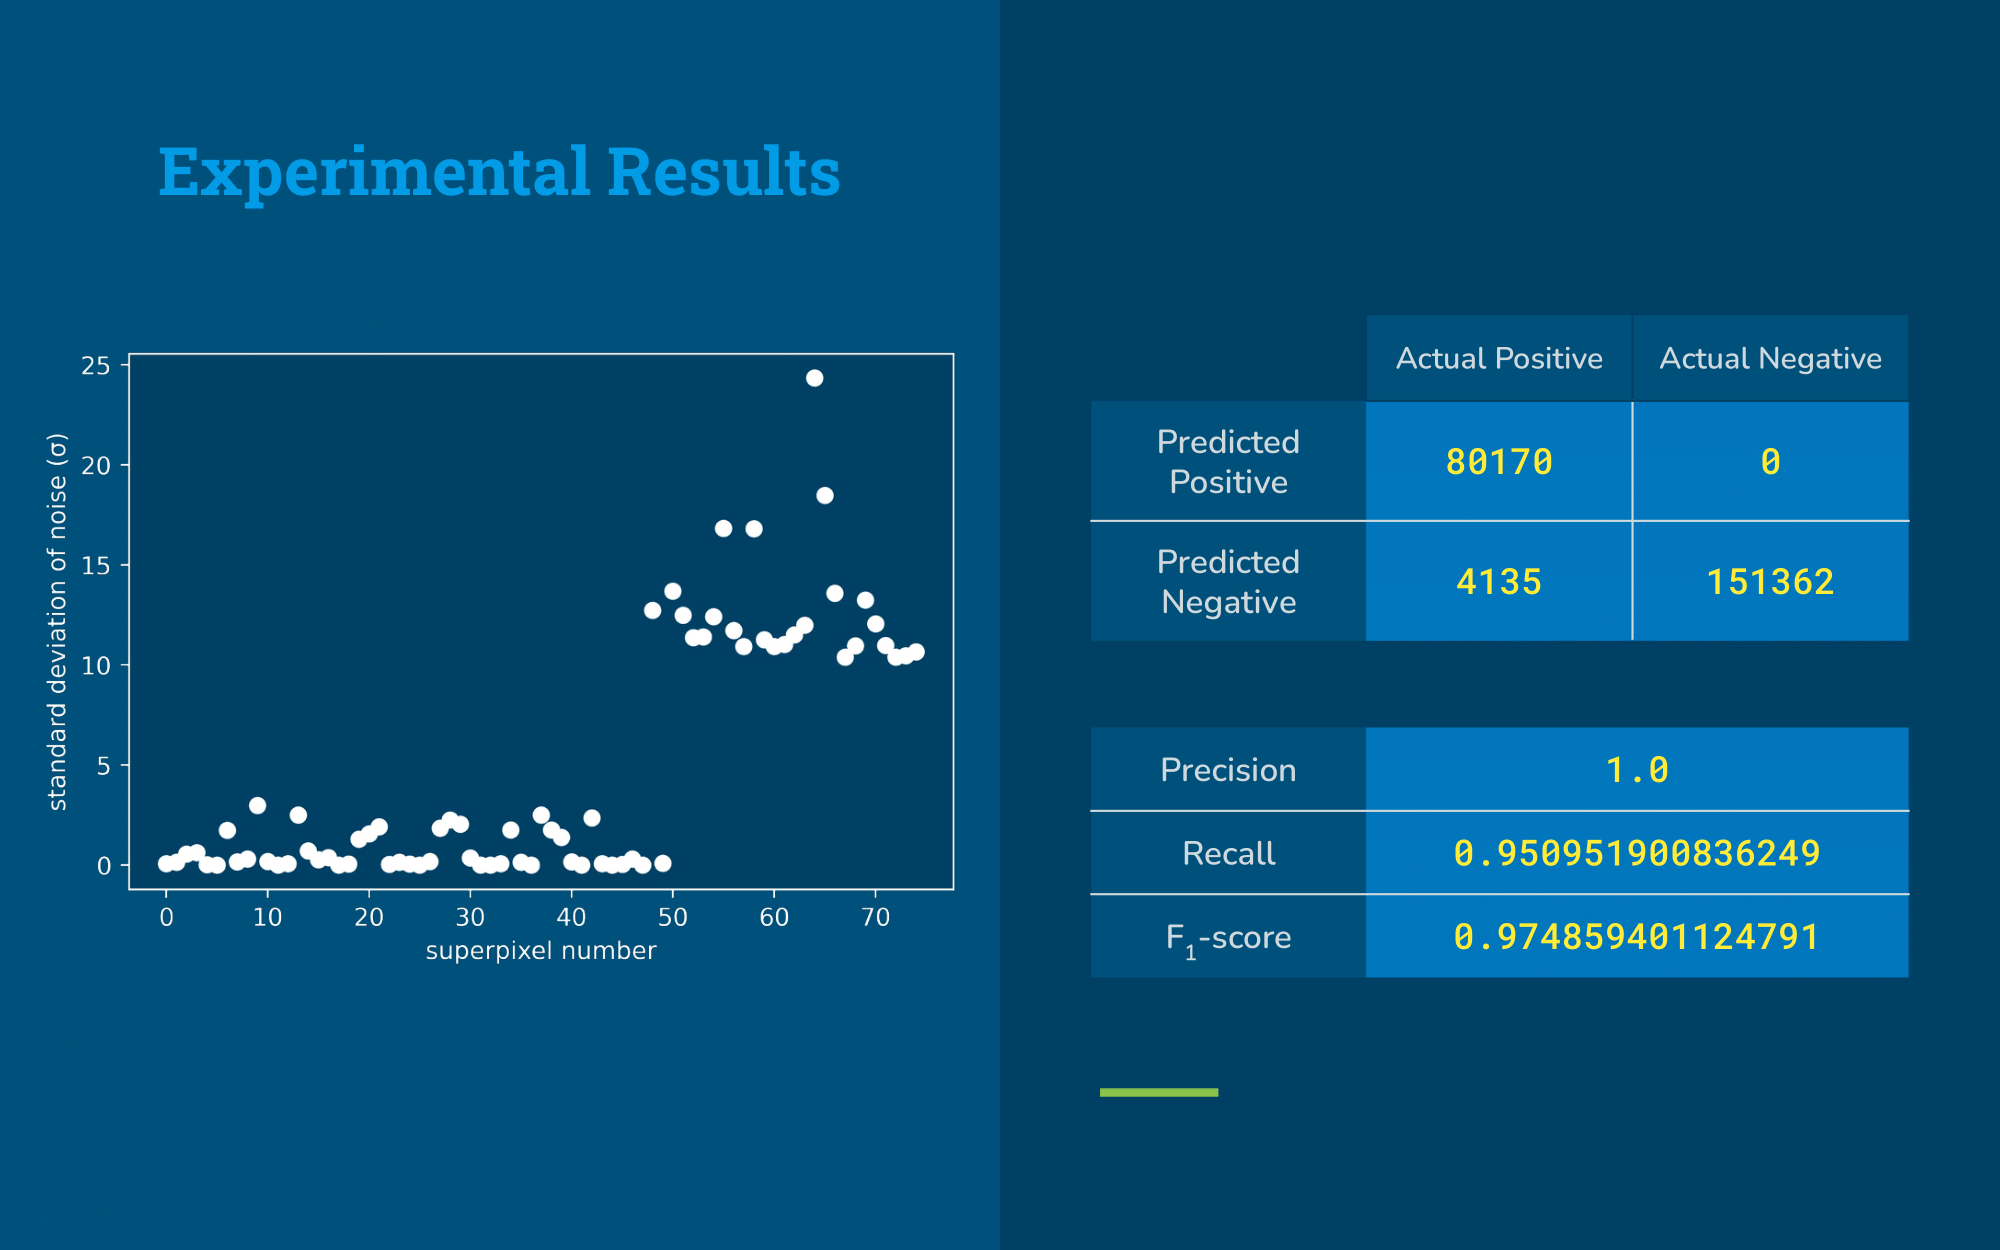 Experimental Results
25
20
15
10
5
0
standard deviation of noise (σ)
0 10 20 30 40 50 60 70
superpixel number
Actual Positive Actual Negative
Predicted
Positive
80170 0
Predicted
Negative
4135 151362
Precision 1.0
Recall 0.950951900836249
F1-score 0.974859401124791